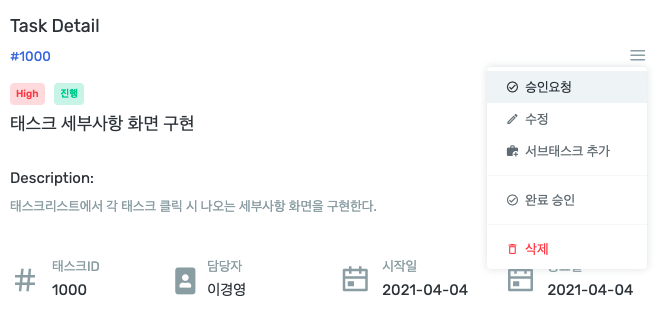 Task Detail
#1000
High 진행
태스크 세부사항 화면 구현
승인요청
수정
서브태스크 추가
완료 승인
삭제
Description:
태스크리스트에서 각 태스크 클릭 시 나오는 세부사항 화면을 구현한다.
태스크ID
1000
담당자
이경영
시작일
2021-04-04
2021-04-04